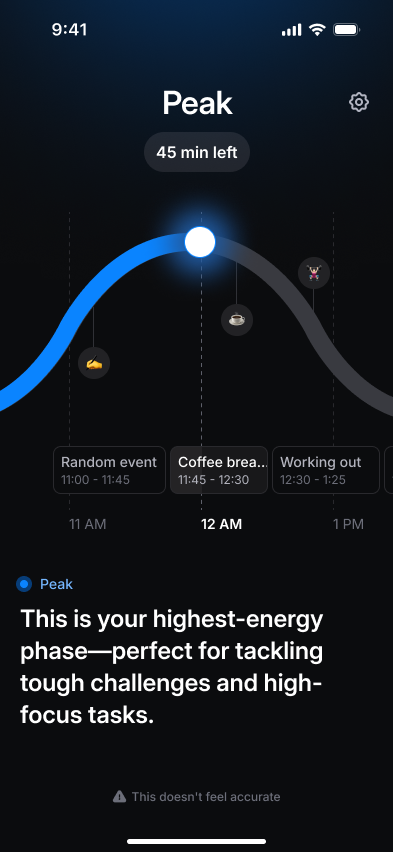 9:41
Peak
45 min left
Random event
11:00 - 11:45
Coffee brea...
11:45 - 12:30
Working out
12:30 - 1:25
11 AM
12 AM
1 PM
Peak
This is your highest-energy
phase—perfect for tackling
tough challenges and high-
focus tasks.
This doesn't feel accurate